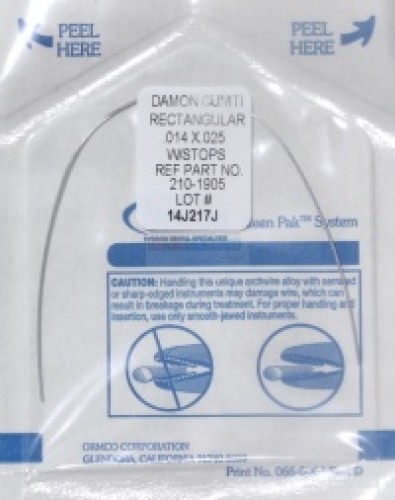 PEEL
HERE
PEEL
HERE
DAMON CUNITI
RECTANGULAR
.014 X .025
W/STOPS
REF PART NO.
210-1905
LOT #
14J217J
Pak™ System
CAUTION: Handling this unique archwire alloy with serrated
or sharp-edged instruments may damage wire, which can
result in breakage during treatment. For proper handling and
insertion, use only smooth-jawed instruments.
ORMCO CORPORATION
GLENDORA, CALIFORNIA
Print No. D